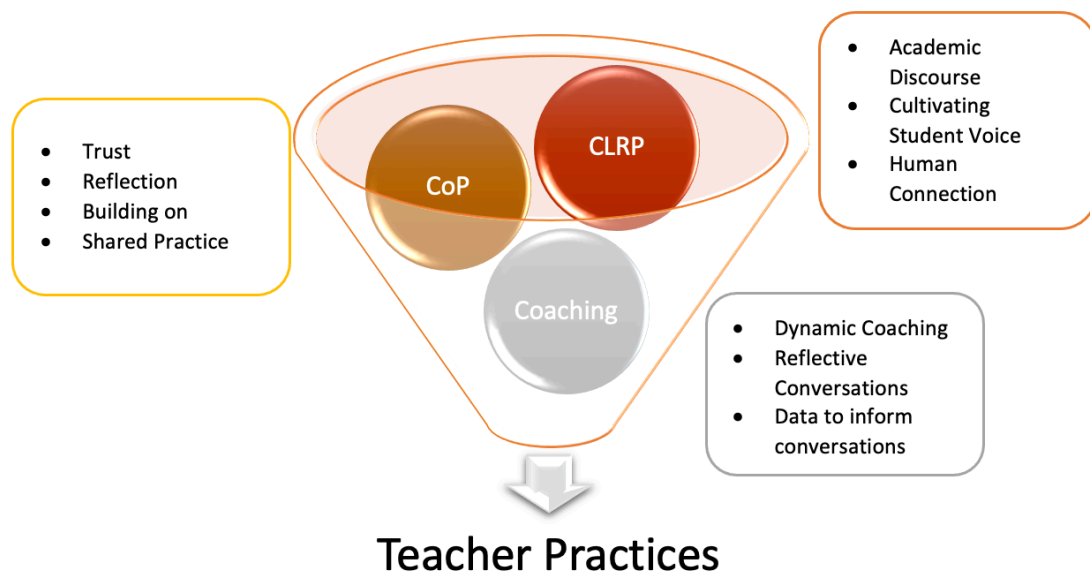 • Trust
• Reflection
• Building on
• Shared Practice
CoP
CLRP
Coaching
• Academic
Discourse
• Cultivating
Student Voice
• Human
Connection
• Dynamic Coaching
• Reflective
Conversations
• Data to inform
conversations
Teacher Practices